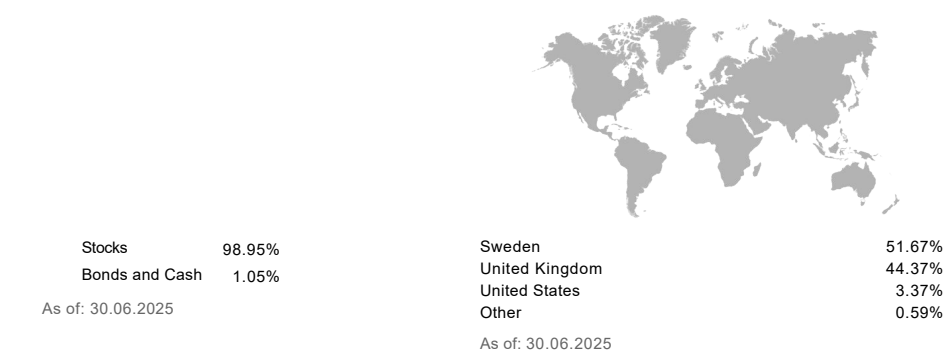 Stocks 98.95%
Bonds and Cash 1.05%
As of: 30.06.2025
Sweden 51.67%
United Kingdom 44.37%
United States 3.37%
Other 0.59%
As of: 30.06.2025